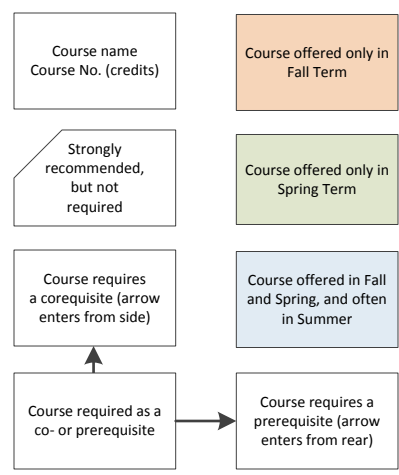 Course name
Course No. (credits)
Course offered only in
Fall Term
Strongly
recommended,
but not
required
Course offered only in
Spring Term
Course requires
a corequisite (arrow
enters from side)
Course offered in Fall
and Spring, and often
in Summer
Course required as a
co- or prerequisite
Course requires a
prerequisite (arrow
enters from rear)